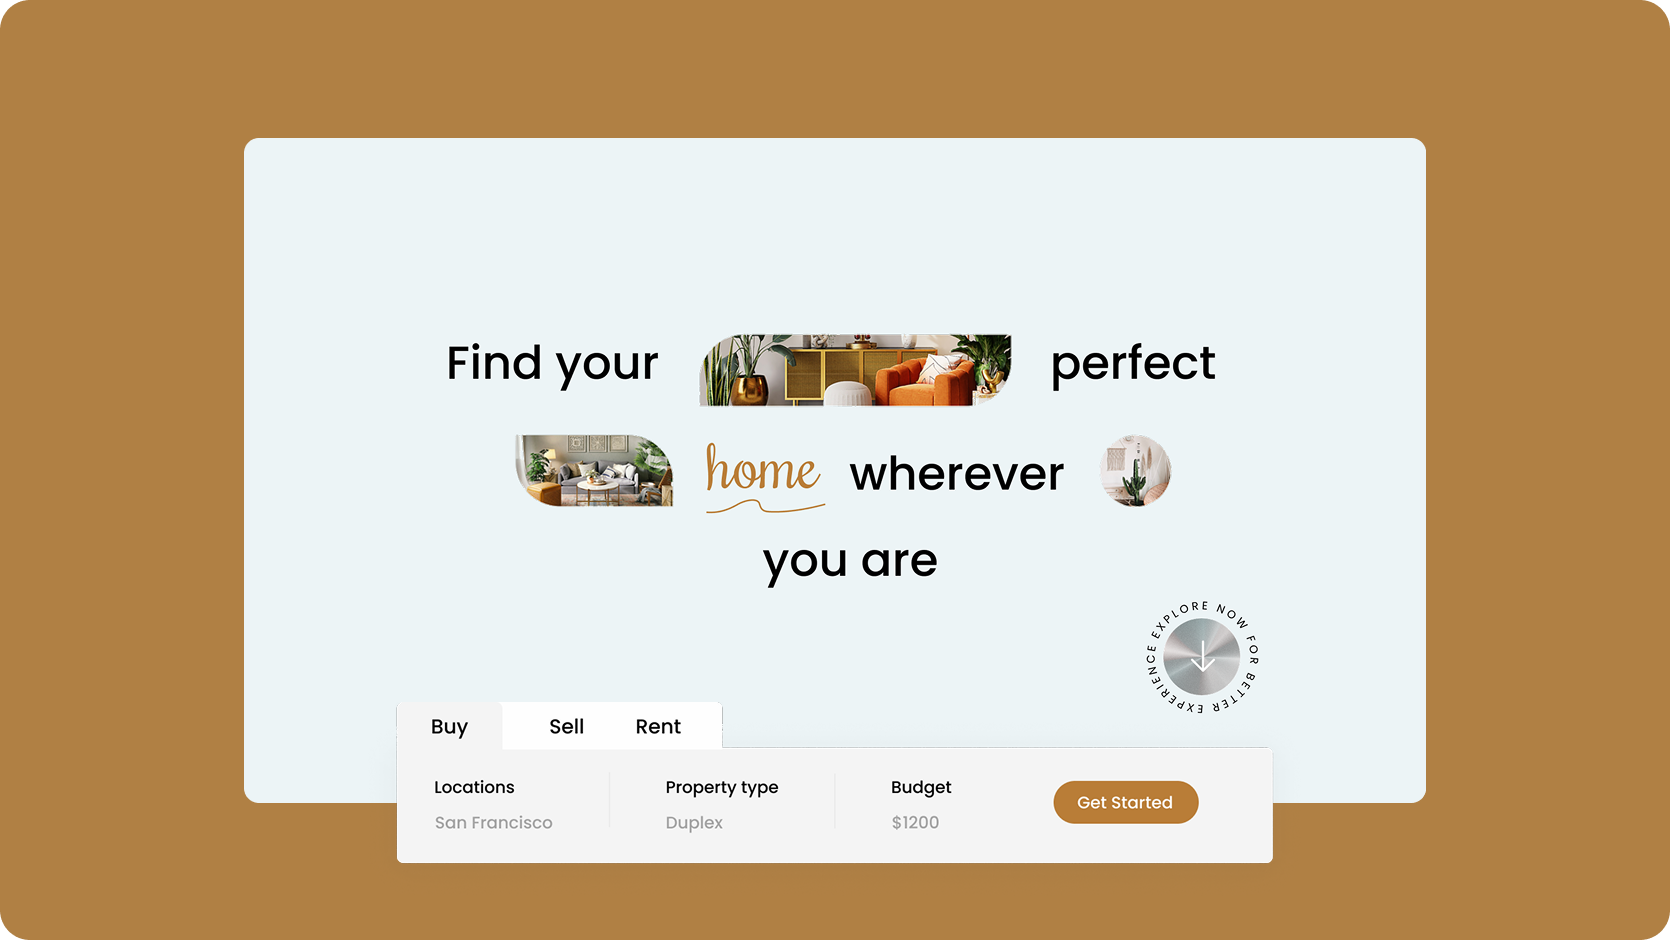 Find your perfect
home wherever
you are
EXPLORE NOW FOR BETTER EXPERIENCE
Buy Sell Rent
Locations Property type Budget
San Francisco Duplex $1200
Get Started